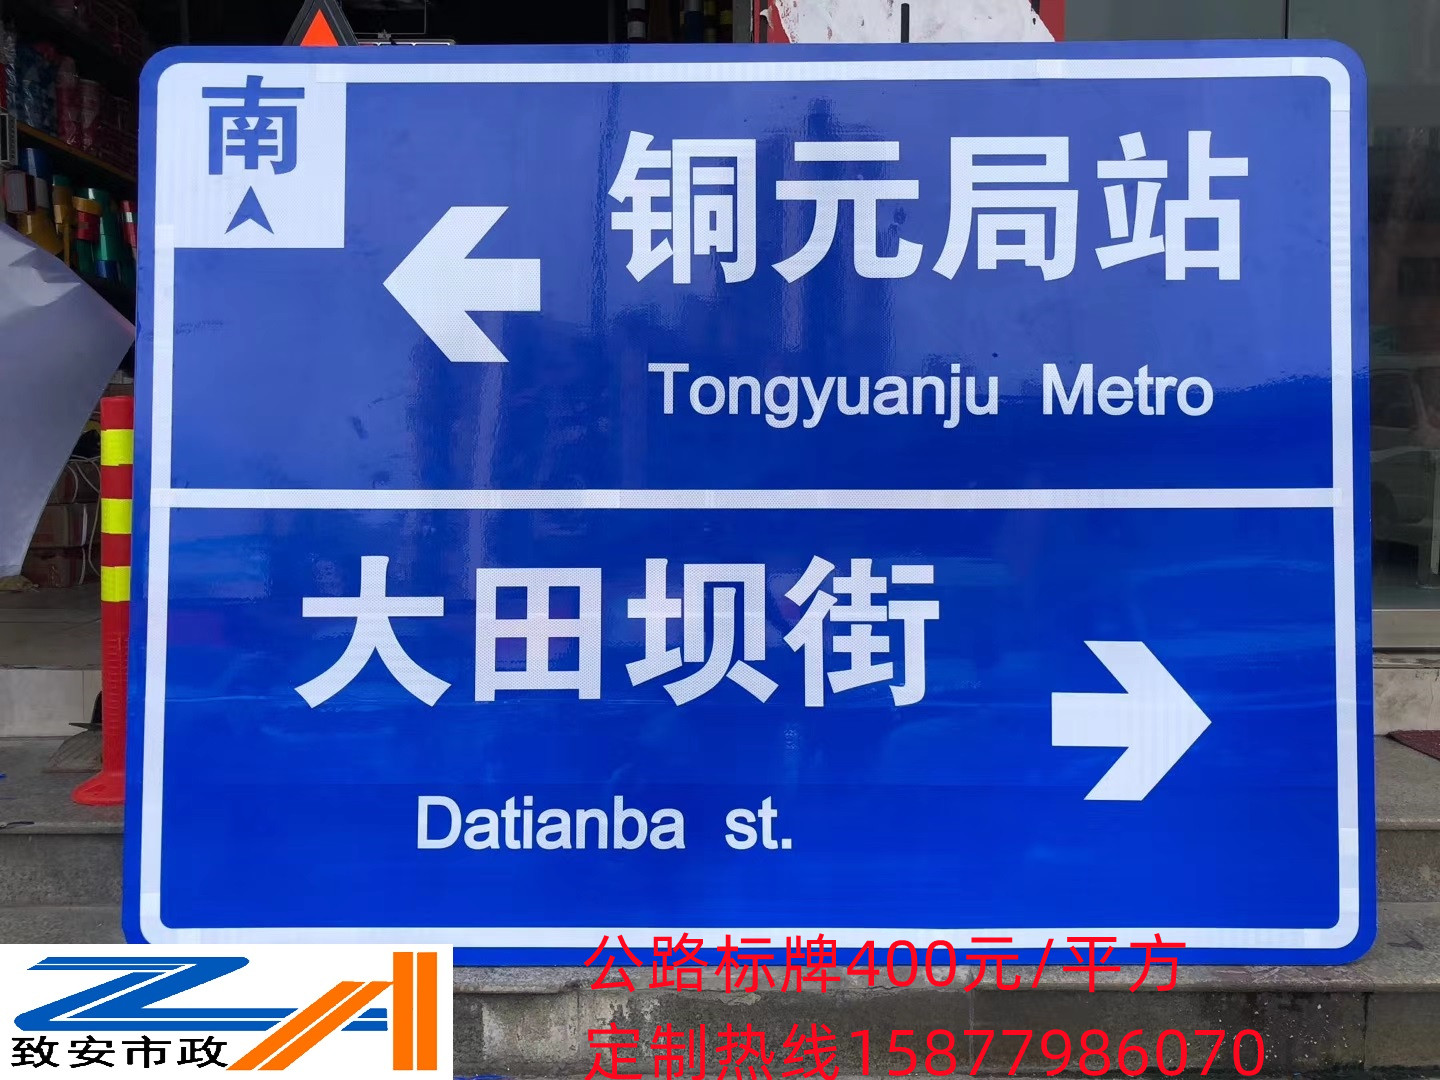 南
铜元局站
Tongyuanju Metro
大田坝街
Datianba st.
公路标牌400元/平方
致安市政
定制热线15877986070